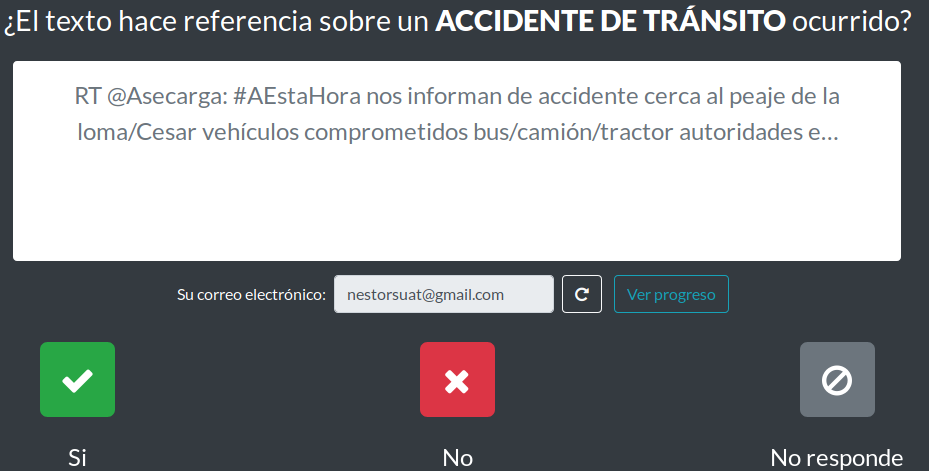 ¿El texto hace referencia sobre un ACCIDENTE DE TRÁNSITO ocurrido?
RT @Asecarga: #AEstaHora nos informan de accidente cerca al peaje de la
loma/Cesar vehículos comprometidos bus/camión/tractor autoridades e…
Su correo electrónico: nestorsuat@gmail.com Ver progreso
Si No No responde